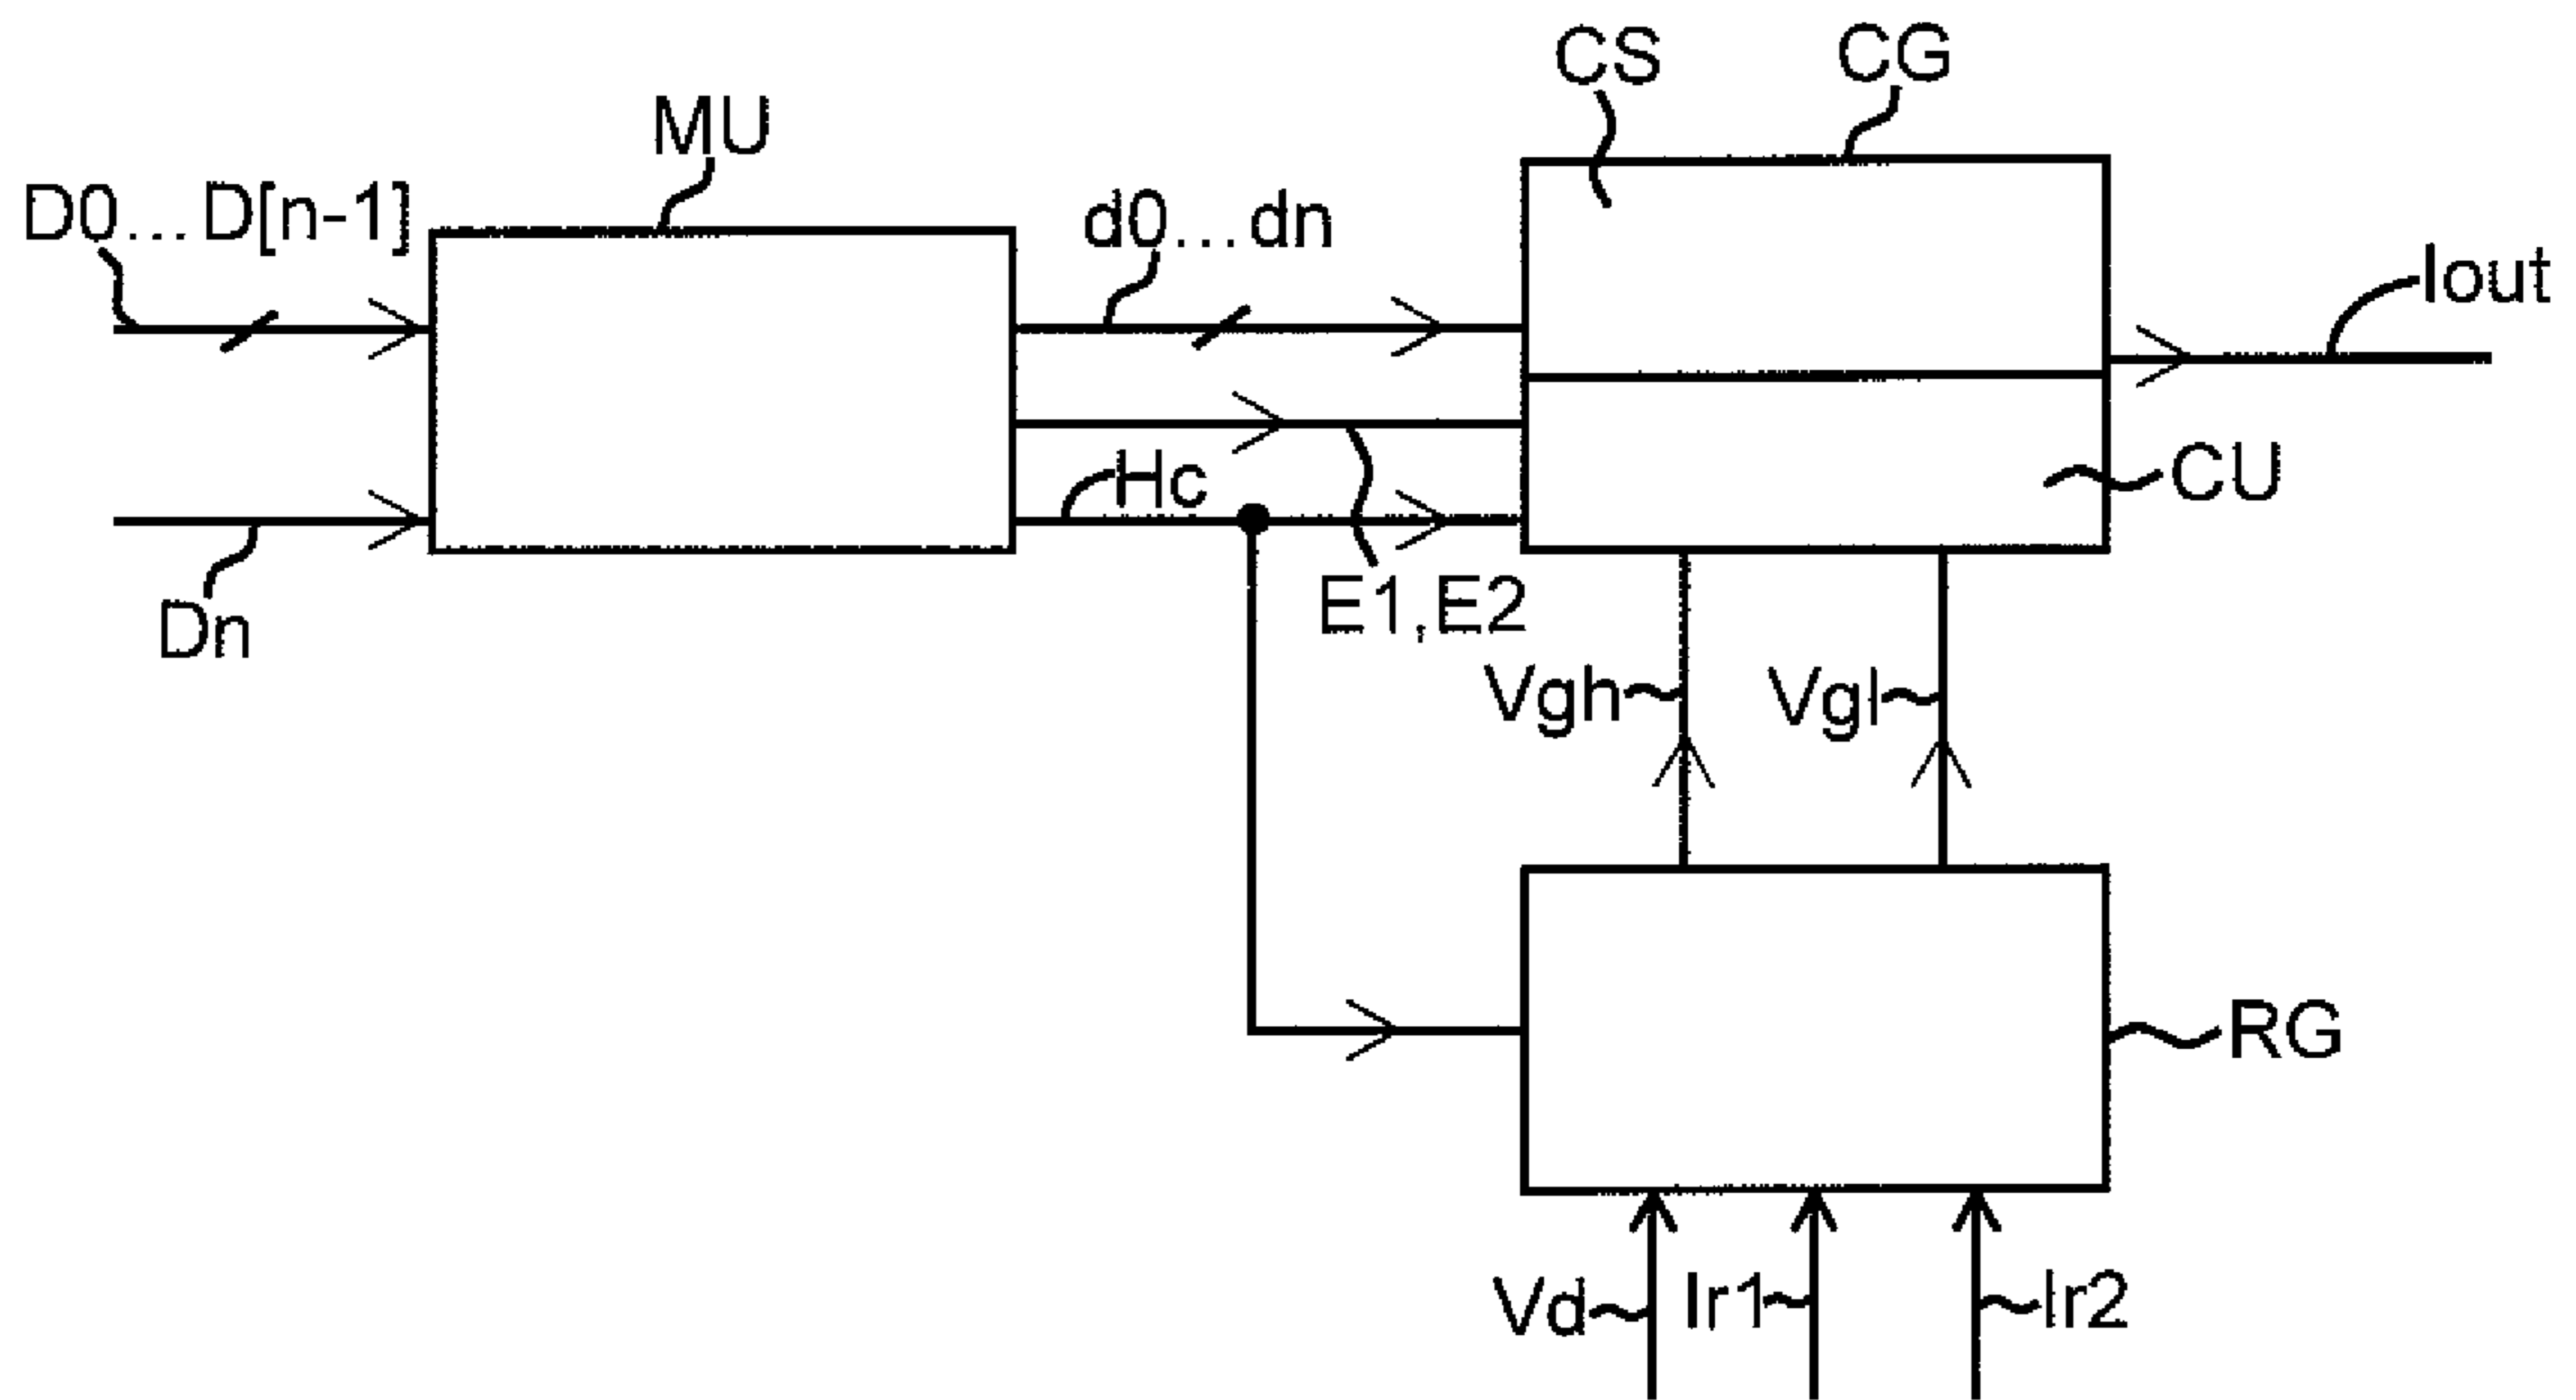 CS
CG
MU
D0...D[n-1]
d0...dn
Iout
Hc
CU
Dn
E1,E2
Vgh
Vgl
RG
Vd
Ir1
Ir2